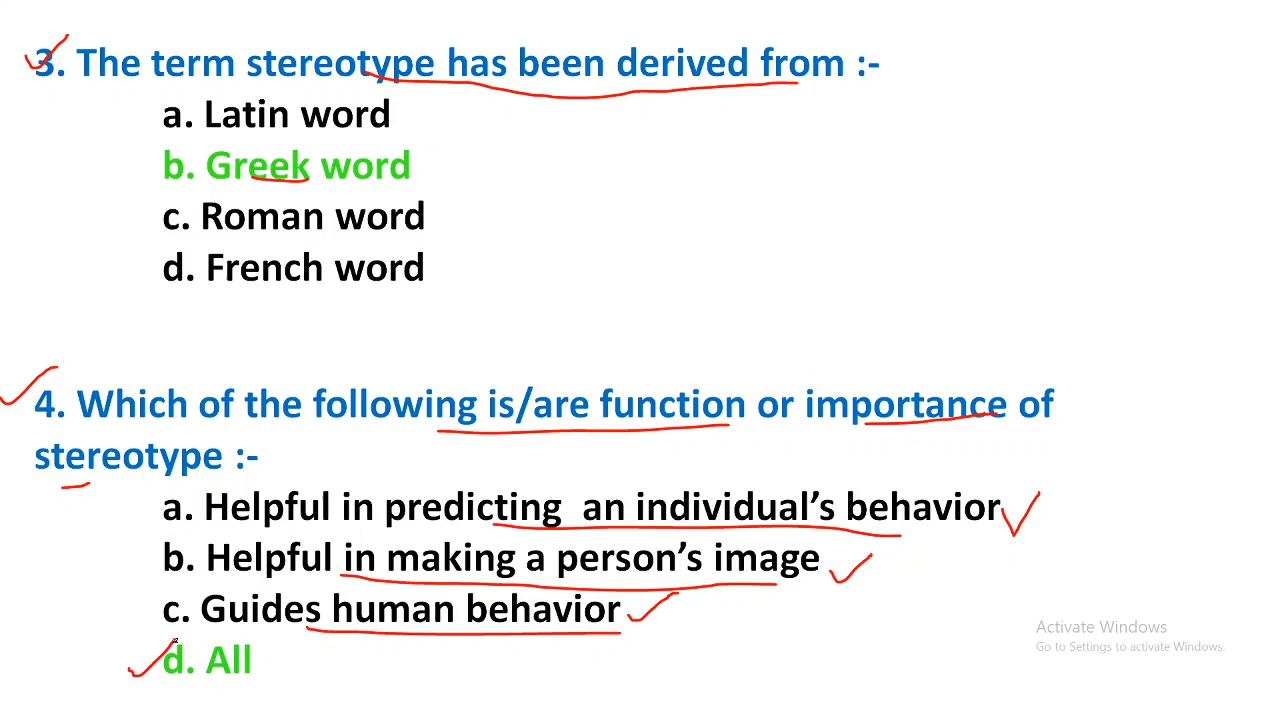 3. The term stereotype has been derived from :-
a. Latin word
b. Greek word
c. Roman word
d. French word
4. Which of the following is/are function or importance of
stereotype :-
a. Helpful in predicting  an individual’s behavior
b. Helpful in making a person’s image
c. Guides human behavior
d. All
Activate Windows
Go to Settings to activate Windows.